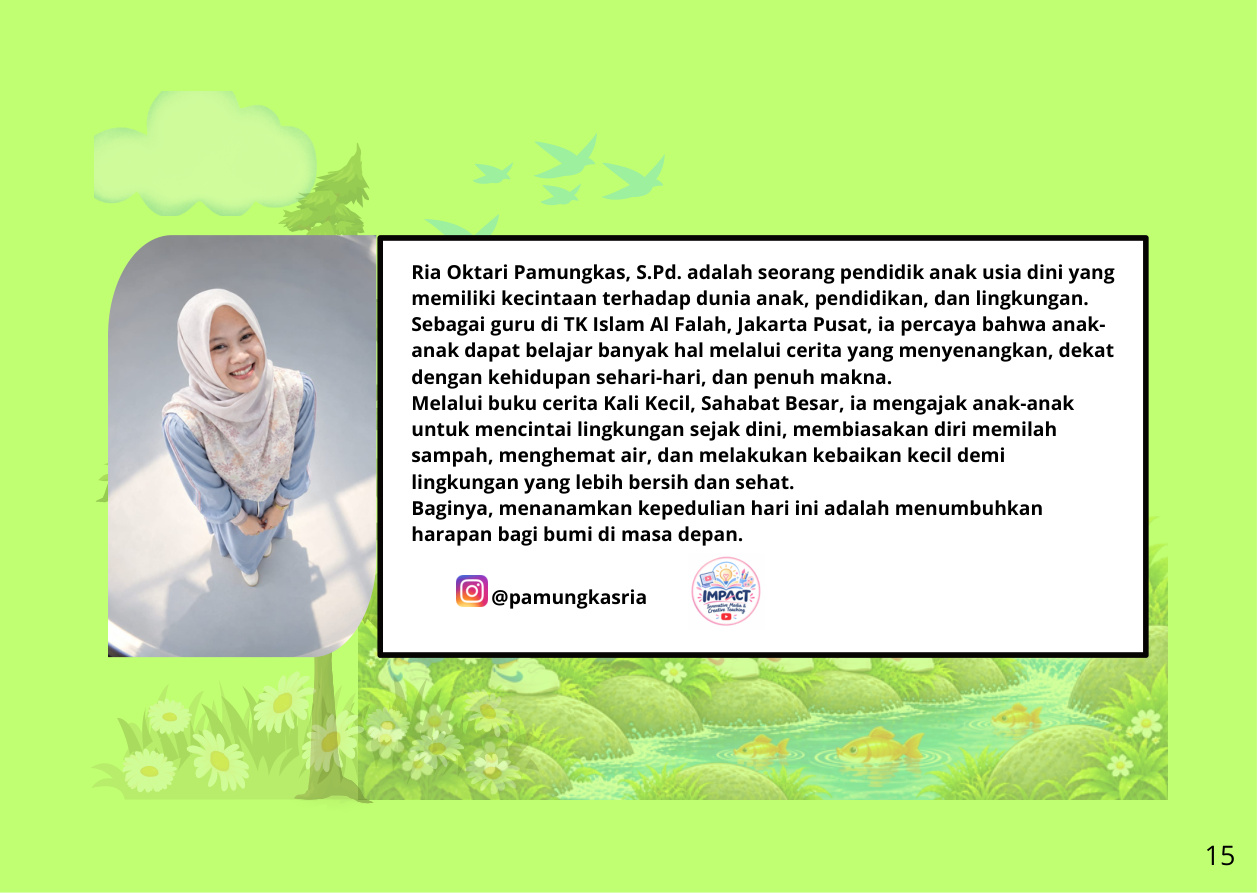 Ria Oktari Pamungkas, S.Pd. adalah seorang pendidik anak usia dini yang
memiliki kecintaan terhadap dunia anak, pendidikan, dan lingkungan.
Sebagai guru di TK Islam Al Falah, Jakarta Pusat, ia percaya bahwa anak-
anak dapat belajar banyak hal melalui cerita yang menyenangkan, dekat
dengan kehidupan sehari-hari, dan penuh makna.
Melalui buku cerita Kali Kecil, Sahabat Besar, ia mengajak anak-anak
untuk mencintai lingkungan sejak dini, membiasakan diri memilah
sampah, menghemat air, dan melakukan kebaikan kecil demi
lingkungan yang lebih bersih dan sehat.
Baginya, menanamkan kepedulian hari ini adalah menumbuhkan
harapan bagi bumi di masa depan.
@pamungkasria
IMPACT
Innovative Media &
Creative Teaching
15